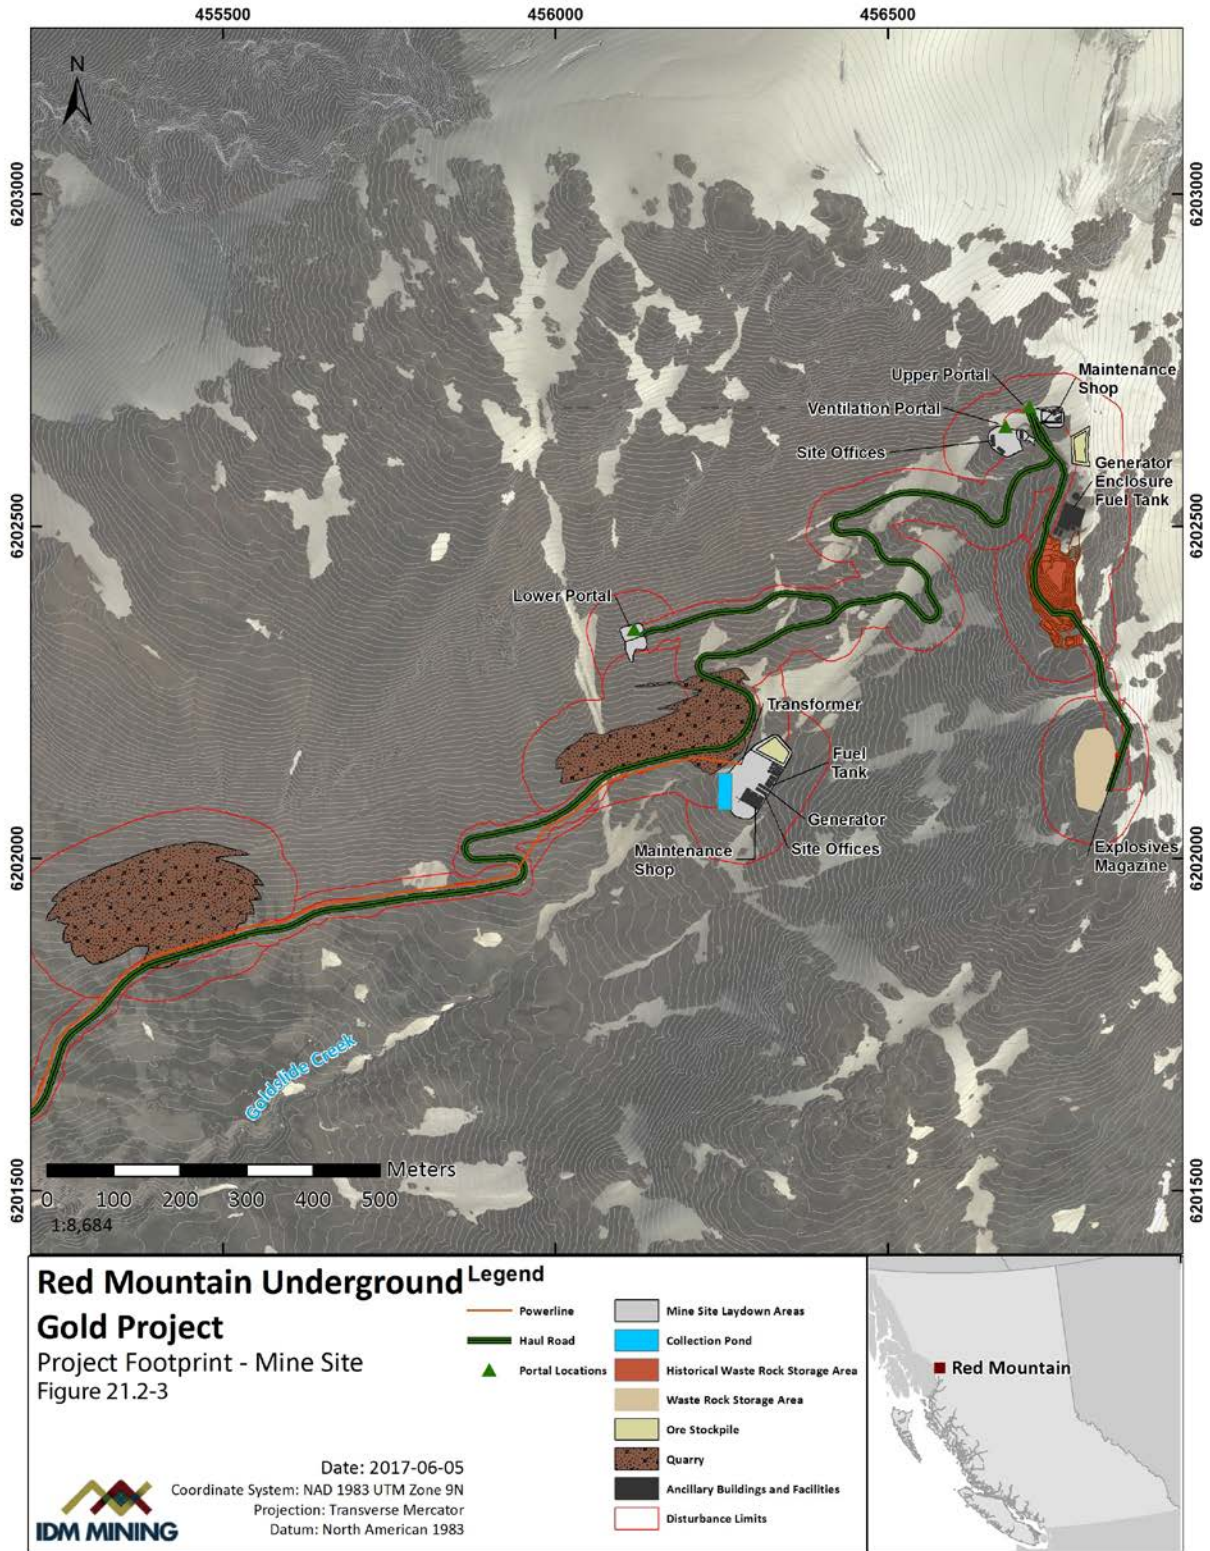 455500 456000 456500
N
6203000 6203000
Upper Portal
Maintenance
Shop
Ventilation Portal
Site Offices
Generator
Enclosure
Fuel Tank
6202500 6202500
Lower Portal
Transformer
Fuel
Tank
Generator
Maintenance
Shop
Site Offices
Explosives
Magazine
6202000 6202000
Goldslide Creek
Meters
0 100 200 300 400 500
1:8,684
6201500 6201500
Red Mountain Underground
Gold Project
Project Footprint - Mine Site
Figure 21.2-3
Date: 2017-06-05
Coordinate System: NAD 1983 UTM Zone 9N
Projection: Transverse Mercator
Datum: North American 1983
IDM MINING
Legend
Powerline
Haul Road
Portal Locations
Mine Site Laydown Areas
Collection Pond
Historical Waste Rock Storage Area
Waste Rock Storage Area
Ore Stockpile
Quarry
Ancillary Buildings and Facilities
Disturbance Limits
Red Mountain